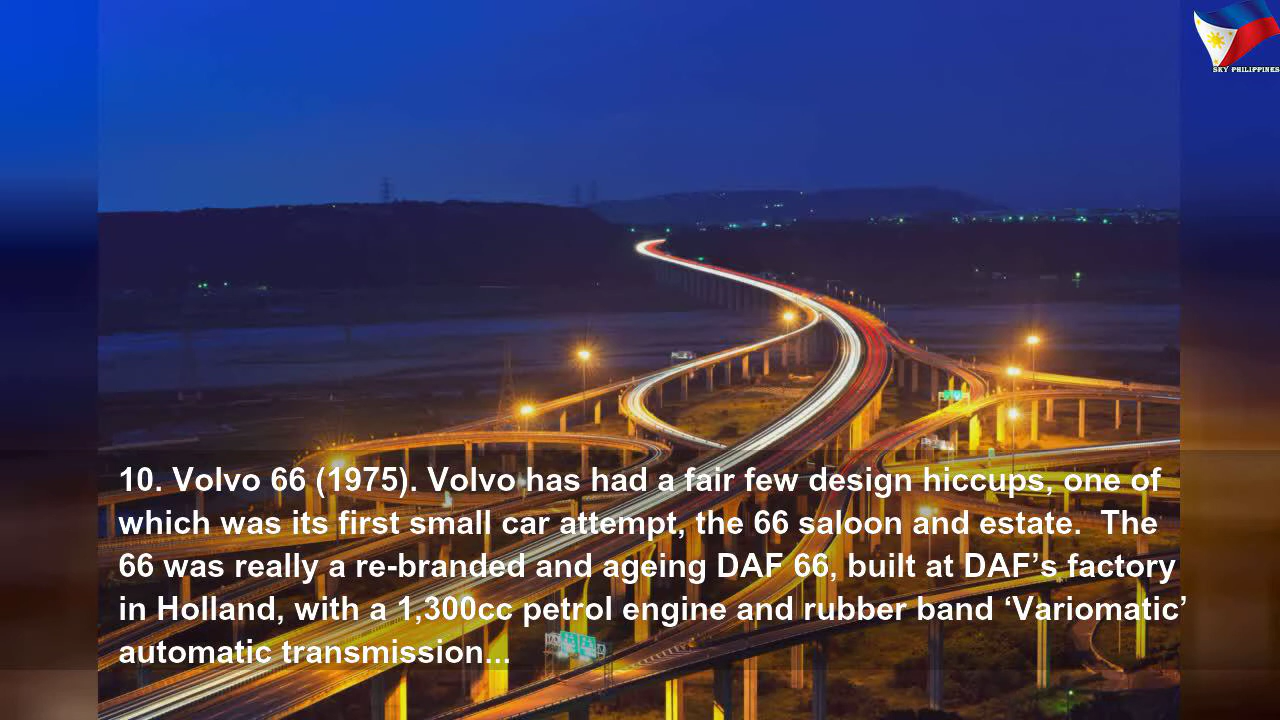 SKY PHILIPPINES
10. Volvo 66 (1975). Volvo has had a fair few design hiccups, one of
which was its first small car attempt, the 66 saloon and estate.  The
66 was really a re-branded and ageing DAF 66, built at DAF’s factory
in Holland, with a 1,300cc petrol engine and rubber band ‘Variomatic’
automatic transmission...